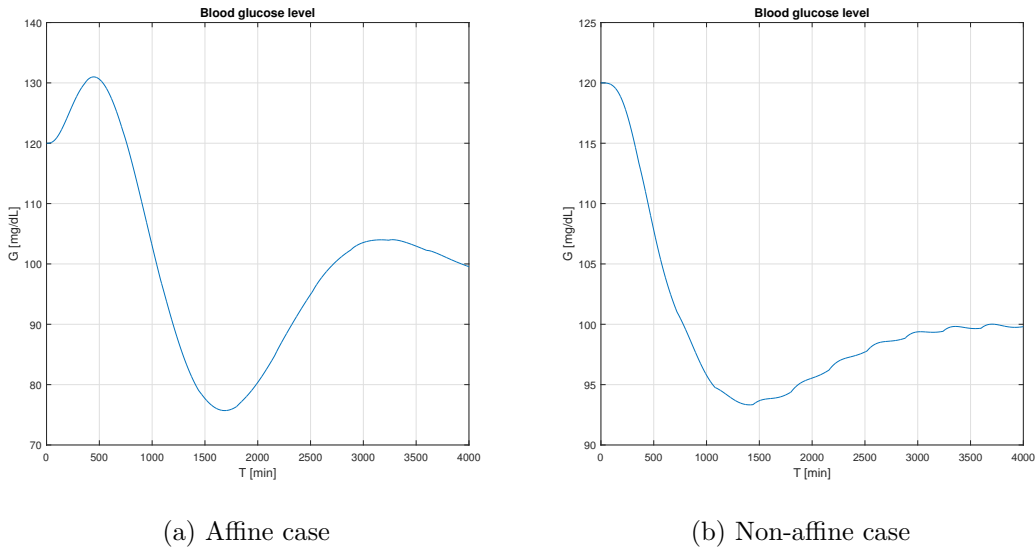 Blood glucose level
140
130
120
110
100
90
80
70
G [mg/dL]
0 500 1000 1500 2000 2500 3000 3500 4000
T [min]
(a) Affine case
Blood glucose level
125
120
115
110
105
100
95
90
G [mg/dL]
0 500 1000 1500 2000 2500 3000 3500 4000
T [min]
(b) Non-affine case